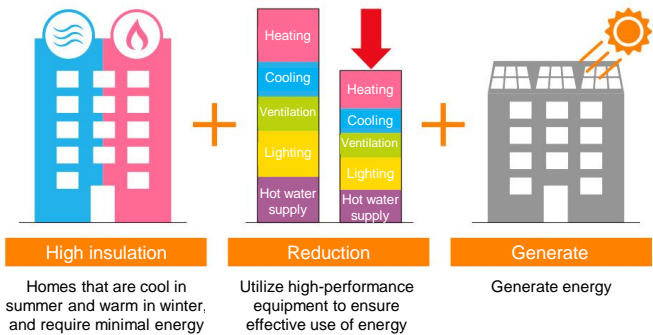 Heating
Cooling
Ventilation
Lighting
Hot water
supply
Heating
Cooling
Ventilation
Lighting
Hot water
supply
High insulation
Reduction
Generate
Homes that are cool in
summer and warm in winter,
and require minimal energy
Utilize high-performance
equipment to ensure
effective use of energy
Generate energy